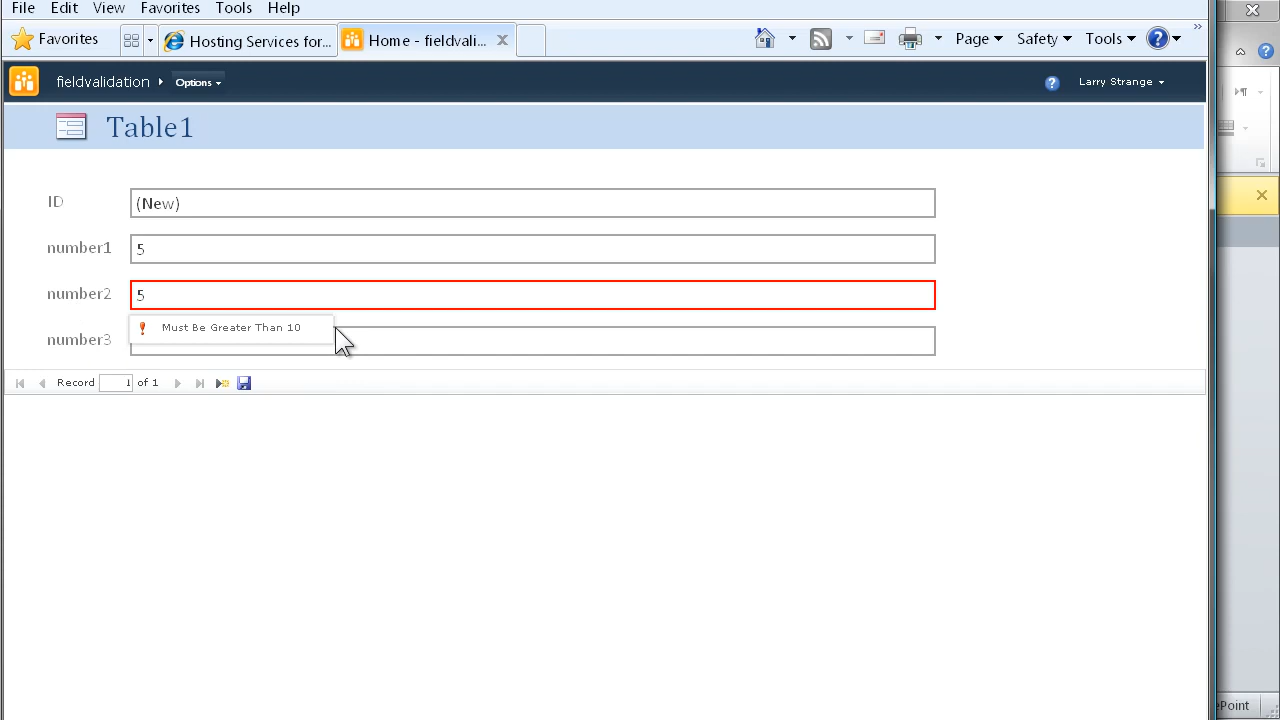 File Edit View Favorites Tools Help
Favorites Hosting Services for... Home - fieldvali... Page Safety Tools
fieldvalidation Options Larry Strange
Table1
ID (New)
number1 5
number2 5
Must Be Greater Than 10
number3
Record 1 of 1
ePoint